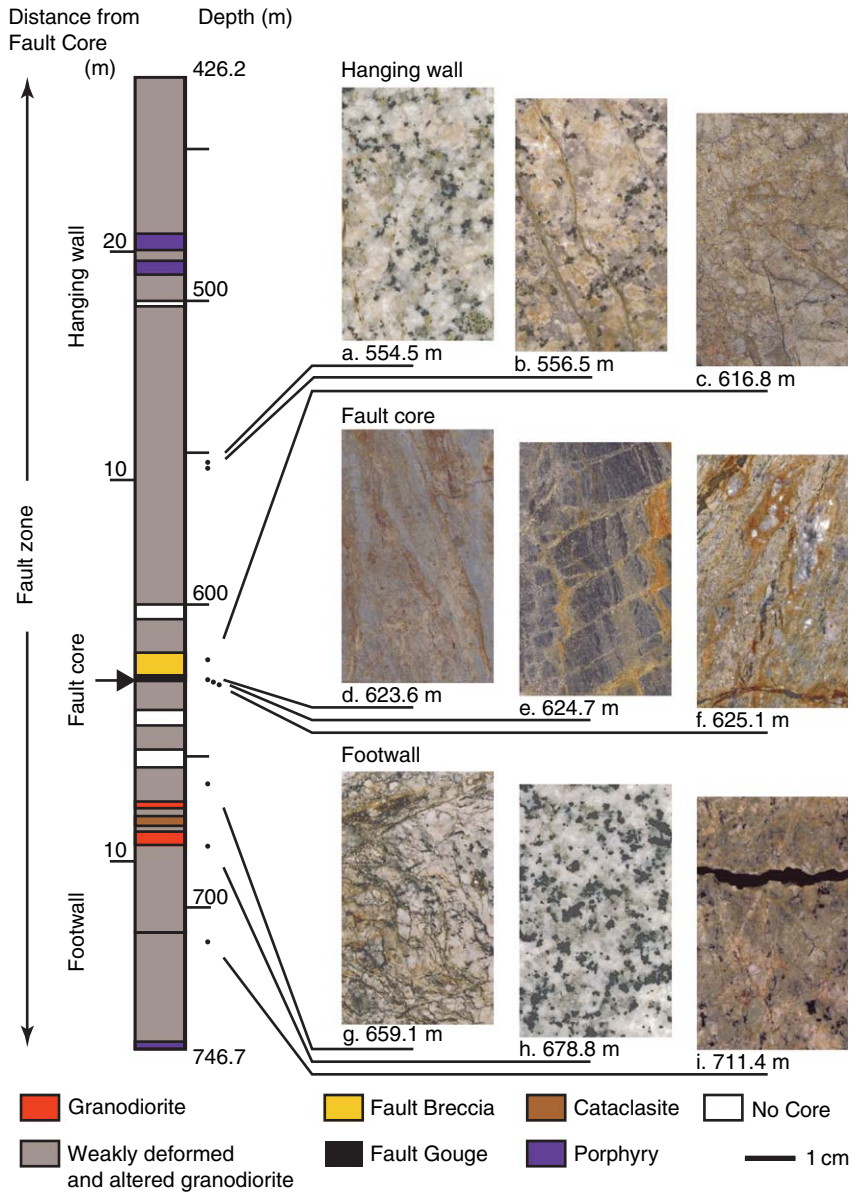 Distance from
Fault Core
(m)
Depth (m)
426.2
Hanging wall
20
500
10
Fault zone
600
Fault core
10
700
Footwall
746.7
Hanging wall
a. 554.5 m
b. 556.5 m
c. 616.8 m
Fault core
d. 623.6 m
e. 624.7 m
f. 625.1 m
Footwall
g. 659.1 m
h. 678.8 m
i. 711.4 m
Granodiorite
Fault Breccia
Cataclasite
No Core
Weakly deformed
and altered granodiorite
Fault Gouge
Porphyry
1 cm